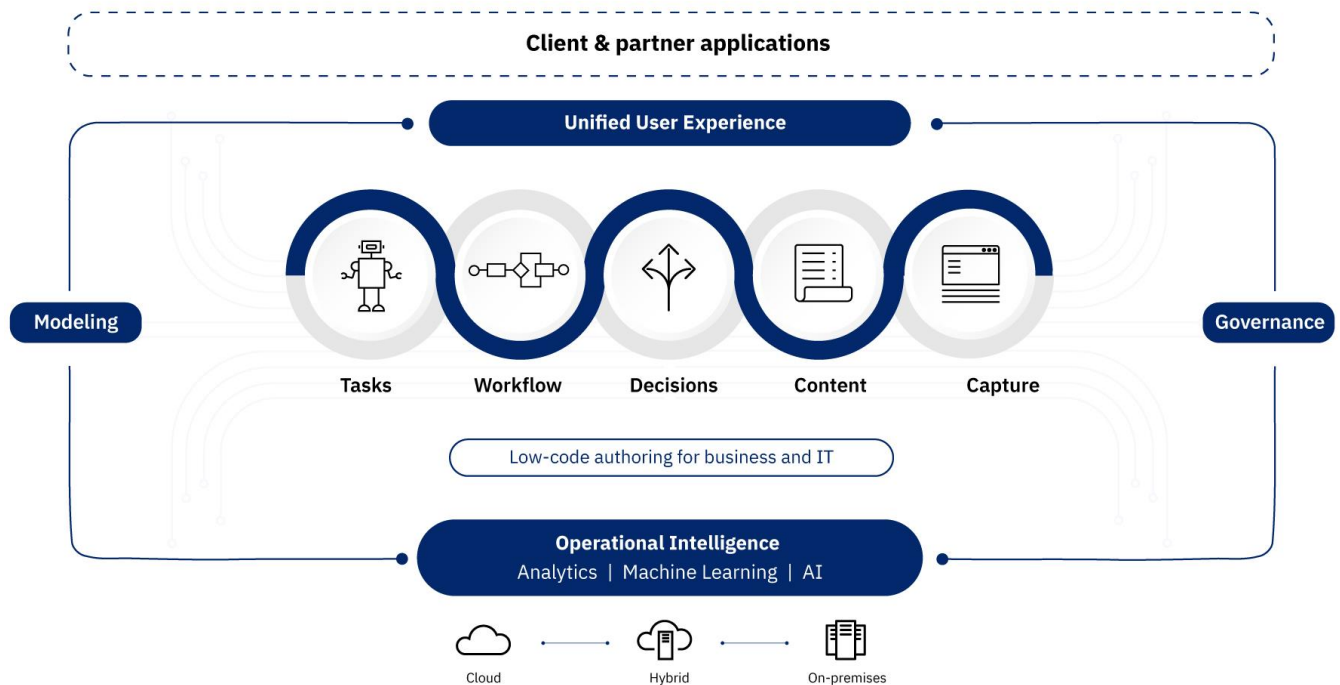 Client & partner applications
Unified User Experience
Modeling
Governance
Tasks
Workflow
Decisions
Content
Capture
Low-code authoring for business and IT
Operational Intelligence
Analytics | Machine Learning | AI
Cloud
Hybrid
On-premises